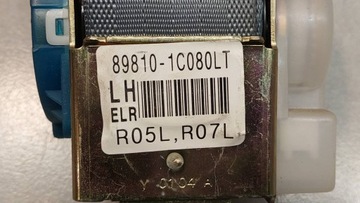 89810-1C080LT
LH
ELR
R05L, R07L
Y 0104 A